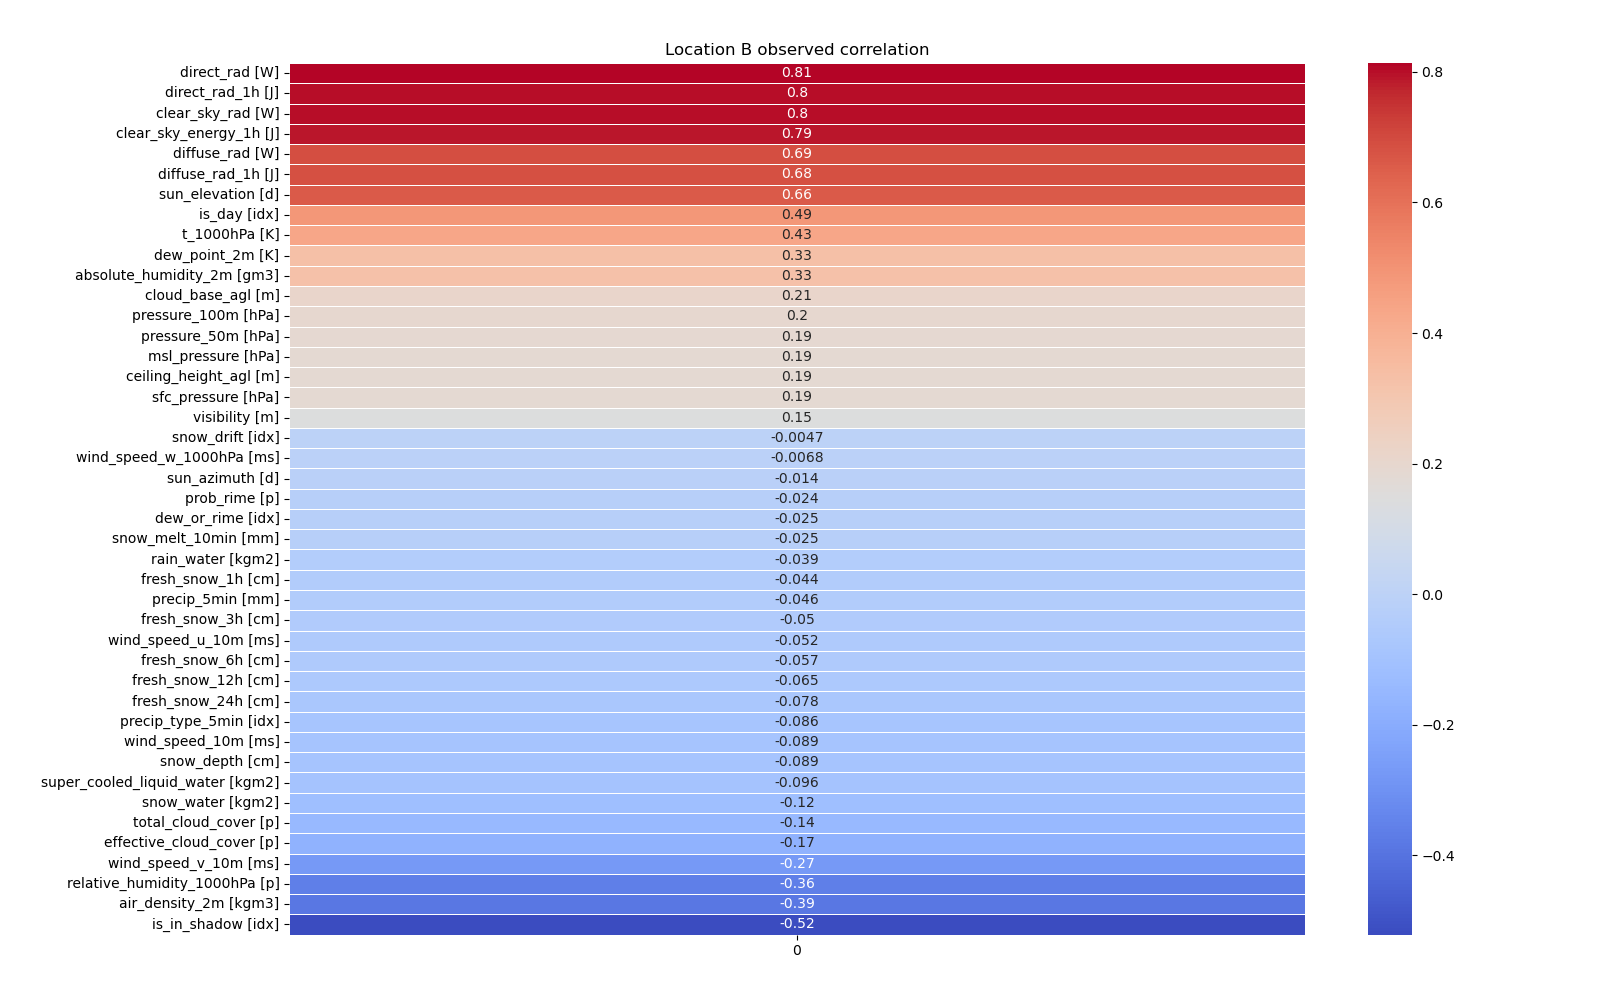 Location B observed correlation
direct_rad [W] 0.81
direct_rad_1h [J] 0.8
clear_sky_rad [W] 0.8
clear_sky_energy_1h [J] 0.79
diffuse_rad [W] 0.69
diffuse_rad_1h [J] 0.68
sun_elevation [d] 0.66
is_day [idx] 0.49
t_1000hPa [K] 0.43
dew_point_2m [K] 0.33
absolute_humidity_2m [gm3] 0.33
cloud_base_agl [m] 0.21
pressure_100m [hPa] 0.2
pressure_50m [hPa] 0.19
msl_pressure [hPa] 0.19
ceiling_height_agl [m] 0.19
sfc_pressure [hPa] 0.19
visibility [m] 0.15
snow_drift [idx] -0.0047
wind_speed_w_1000hPa [ms] -0.0068
sun_azimuth [d] -0.014
prob_rime [p] -0.024
dew_or_rime [idx] -0.025
snow_melt_10min [mm] -0.025
rain_water [kgm2] -0.039
fresh_snow_1h [cm] -0.044
precip_5min [mm] -0.046
fresh_snow_3h [cm] -0.05
wind_speed_u_10m [ms] -0.052
fresh_snow_6h [cm] -0.057
fresh_snow_12h [cm] -0.065
fresh_snow_24h [cm] -0.078
precip_type_5min [idx] -0.086
wind_speed_10m [ms] -0.089
snow_depth [cm] -0.089
super_cooled_liquid_water [kgm2] -0.096
snow_water [kgm2] -0.12
total_cloud_cover [p] -0.14
effective_cloud_cover [p] -0.17
wind_speed_v_10m [ms] -0.27
relative_humidity_1000hPa [p] -0.36
air_density_2m [kgm3] -0.39
is_in_shadow [idx] -0.52
0
0.8
0.6
0.4
0.2
0.0
−0.2
−0.4